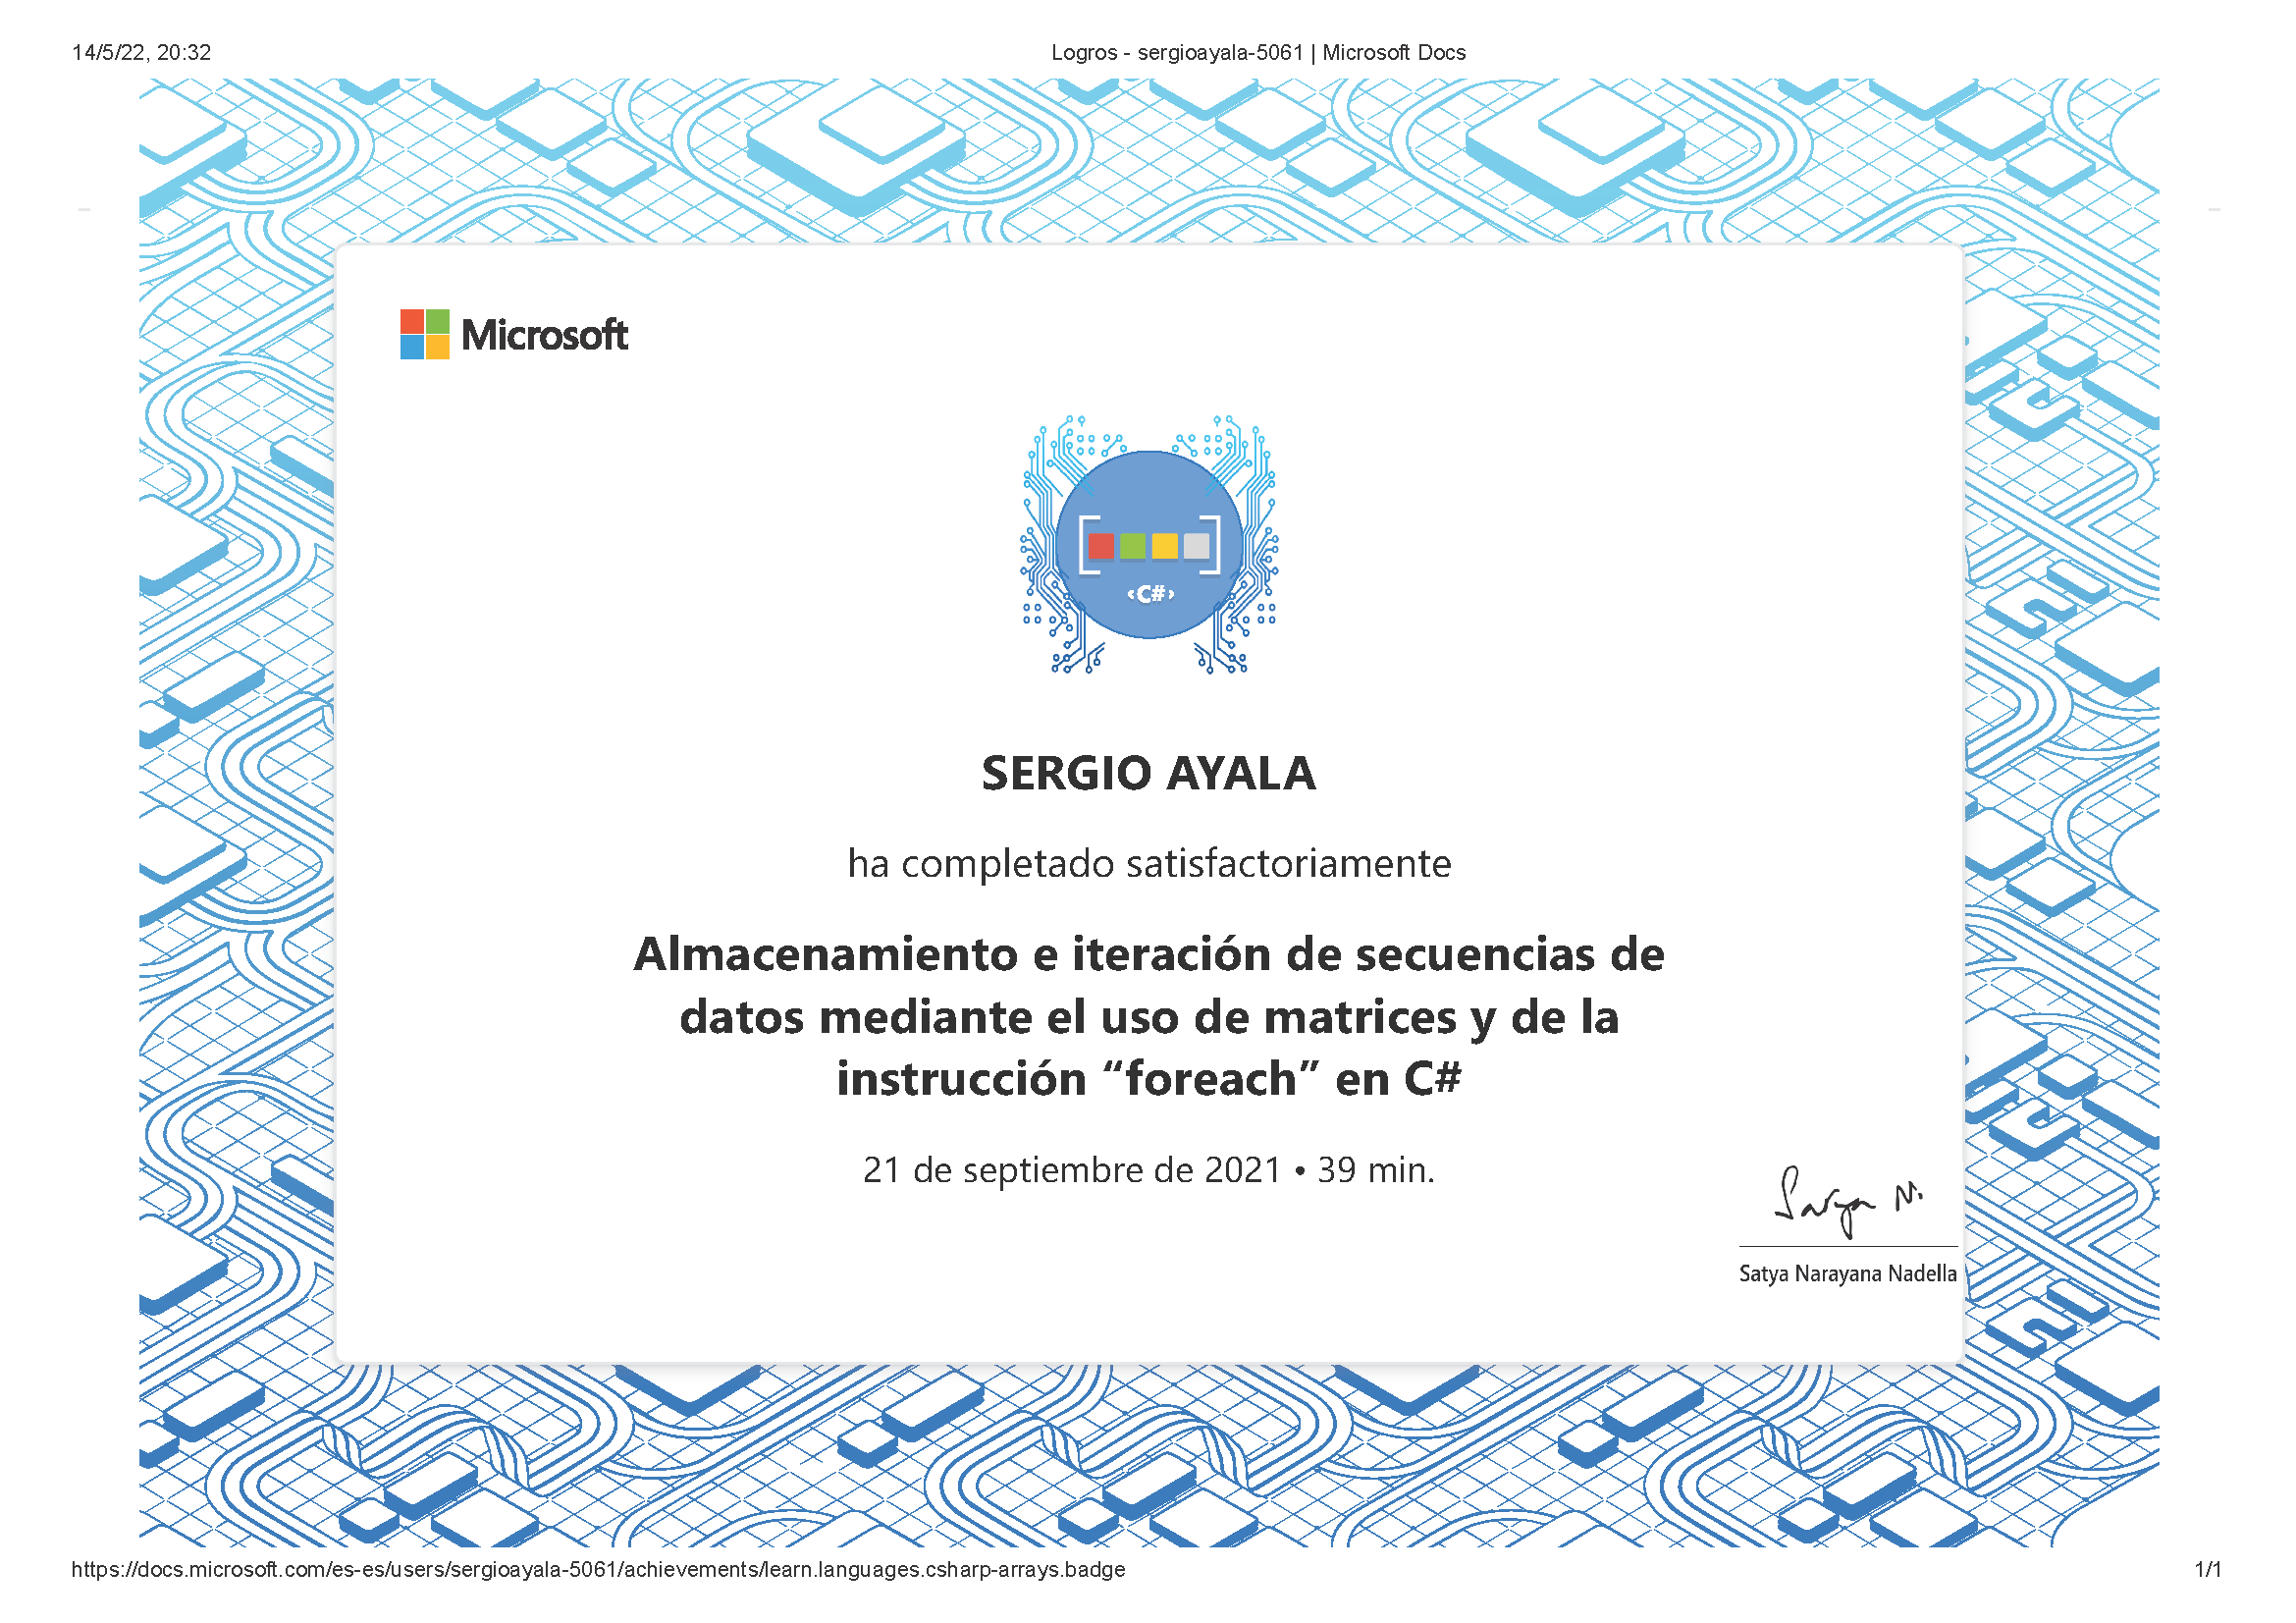 14/5/22, 20:32
Logros - sergioayala-5061 | Microsoft Docs
Microsoft
‹C#›
SERGIO AYALA
ha completado satisfactoriamente
Almacenamiento e iteración de secuencias de
datos mediante el uso de matrices y de la
instrucción “foreach” en C#
21 de septiembre de 2021 • 39 min.
Satya N.
Satya Narayana Nadella
https://docs.microsoft.com/es-es/users/sergioayala-5061/achievements/learn.languages.csharp-arrays.badge
1/1